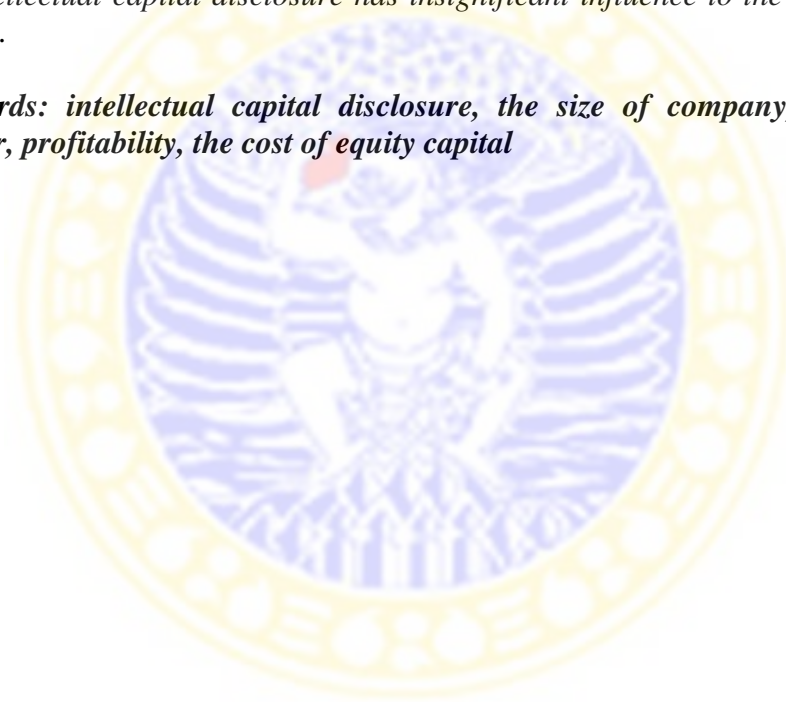 ellectual capital disclosure has insignificant influence to the
.
rds: intellectual capital disclosure, the size of company,
r, profitability, the cost of equity capital